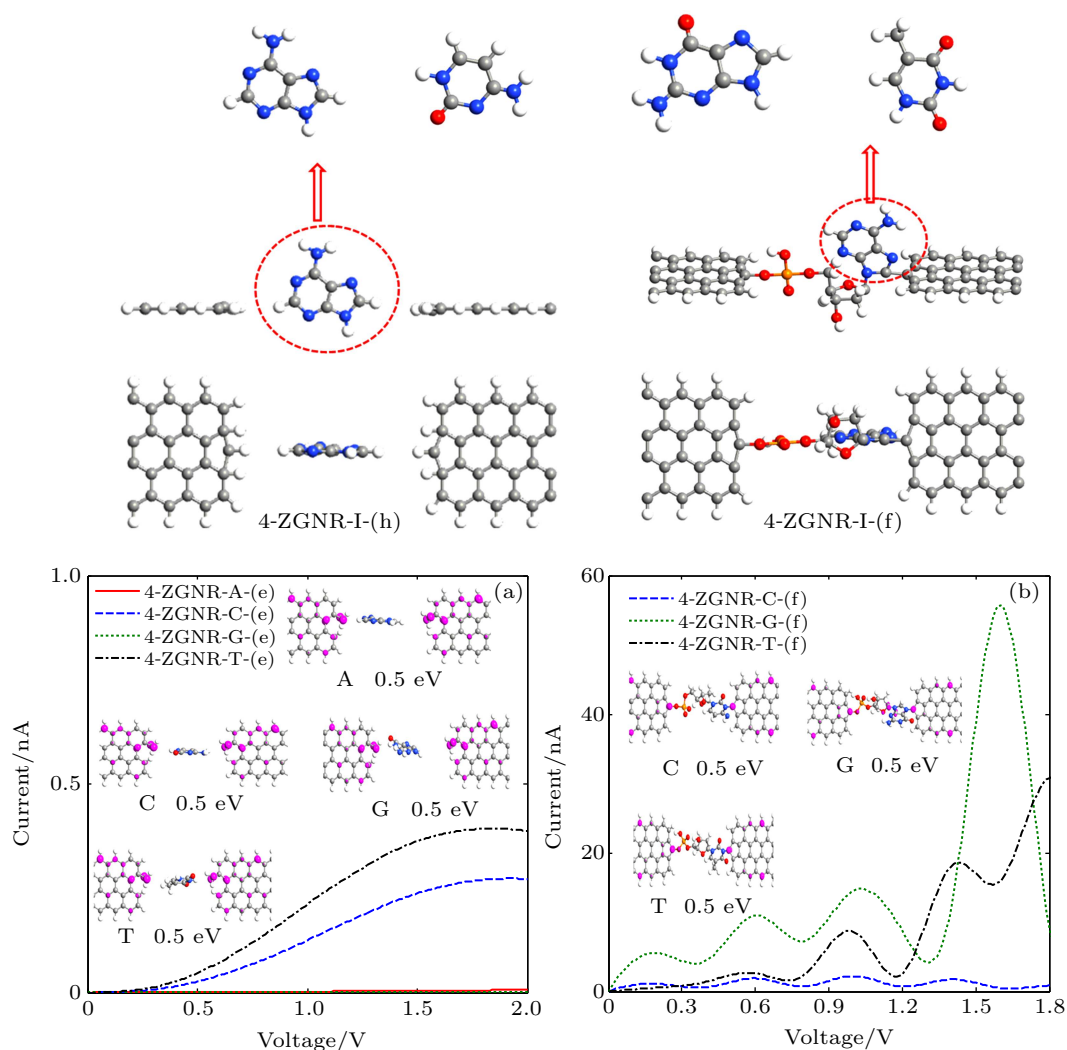 4-ZGNR-I-(h)
4-ZGNR-I-(f)
(a)
4-ZGNR-A-(e)
4-ZGNR-C-(e)
4-ZGNR-G-(e)
4-ZGNR-T-(e)
A 0.5 eV
C 0.5 eV
G 0.5 eV
T 0.5 eV
1.0
0.5
0
Current/nA
0
0.5
1.0
1.5
2.0
Voltage/V
(b)
4-ZGNR-C-(f)
4-ZGNR-G-(f)
4-ZGNR-T-(f)
C 0.5 eV
G 0.5 eV
T 0.5 eV
60
40
20
0
Current/nA
0
0.3
0.6
0.9
1.2
1.5
1.8
Voltage/V